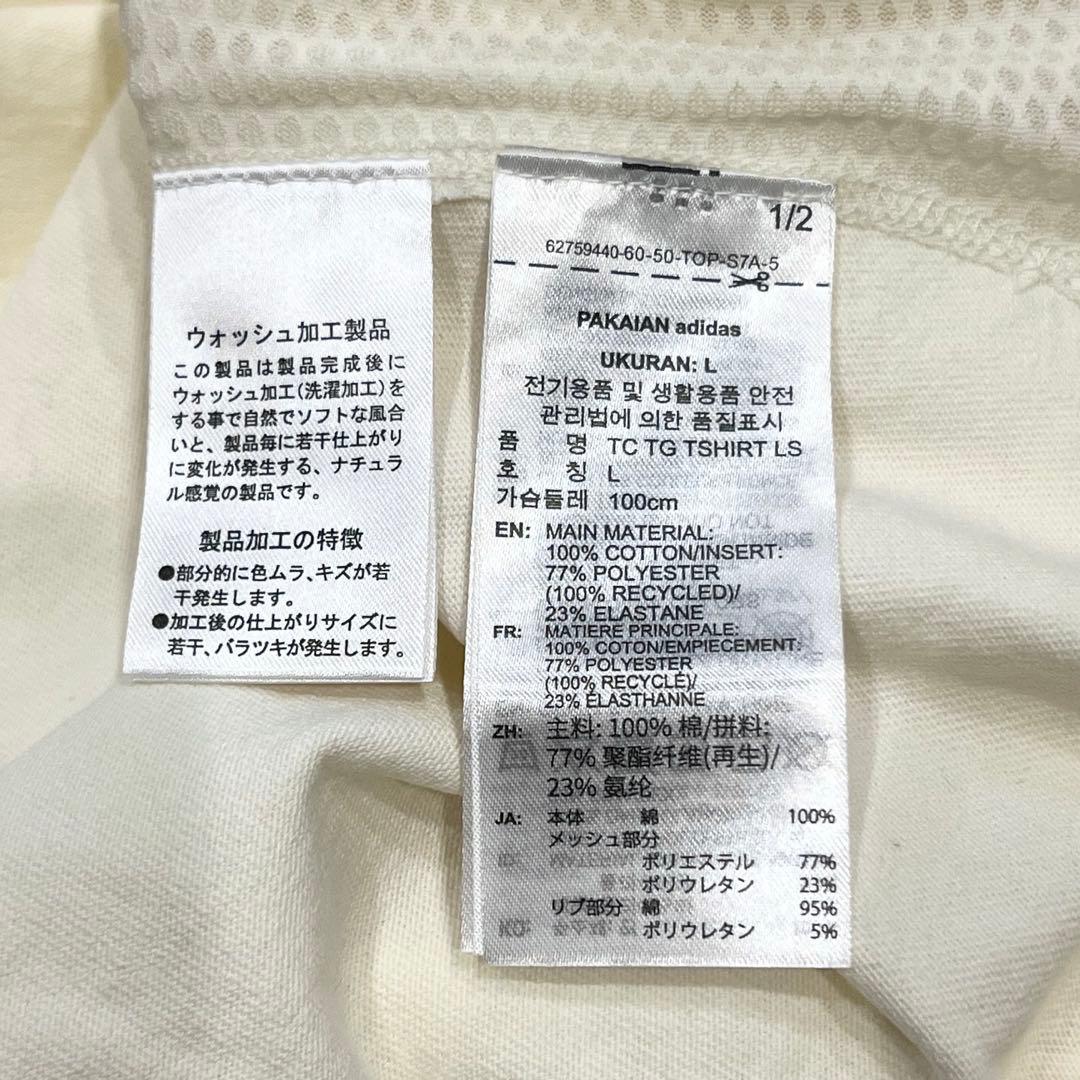 ウォッシュ加工製品
この製品は製品完成後に
ウォッシュ加工(洗濯加工)を
する事で自然でソフトな風合
いと、製品毎に若干仕上がり
に変化が発生する、ナチュラ
ル感覚の製品です。
製品加工の特徴
●部分的に色ムラ、キズが若
干発生します。
●加工後の仕上がりサイズに
若干、バラツキが発生します。
1/2
62759440-60-50-TOP-S7A-5
PAKAIAN adidas
UKURAN: L
전기용품 및 생활용품 안전
관리법에 의한 품질표시
품 명 TC TG TSHIRT LS
호 칭 L
가슴둘레 100cm
EN: MAIN MATERIAL:
100% COTTON/INSERT:
77% POLYESTER
(100% RECYCLED)/
23% ELASTANE
FR: MATIERE PRINCIPALE:
100% COTON/EMPIECEMENT:
77% POLYESTER
(100% RECYCLÉ)/
23% ÉLASTHANNE
ZH: 主料: 100% 棉/拼料:
77% 聚酯纤维(再生)/
23% 氨纶
JA: 本体 綿 100%
メッシュ部分
ポリエステル 77%
ポリウレタン 23%
リブ部分 綿 95%
ポリウレタン 5%